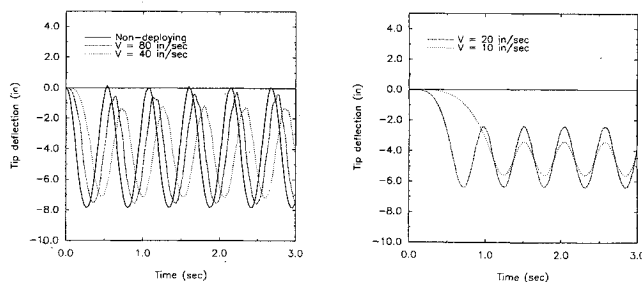 4.0
2.0
0.0
−2.0
−4.0
−6.0
−8.0
−10.0
Tip deflection (in)
Non-deploying
V = 80 in/sec
V = 40 in/sec
0.0
1.0
2.0
3.0
Time (sec)
4.0
2.0
0.0
−2.0
−4.0
−6.0
−8.0
−10.0
Tip deflection (in)
V = 20 in/sec
V = 10 in/sec
0.0
1.0
2.0
3.0
Time (sec)